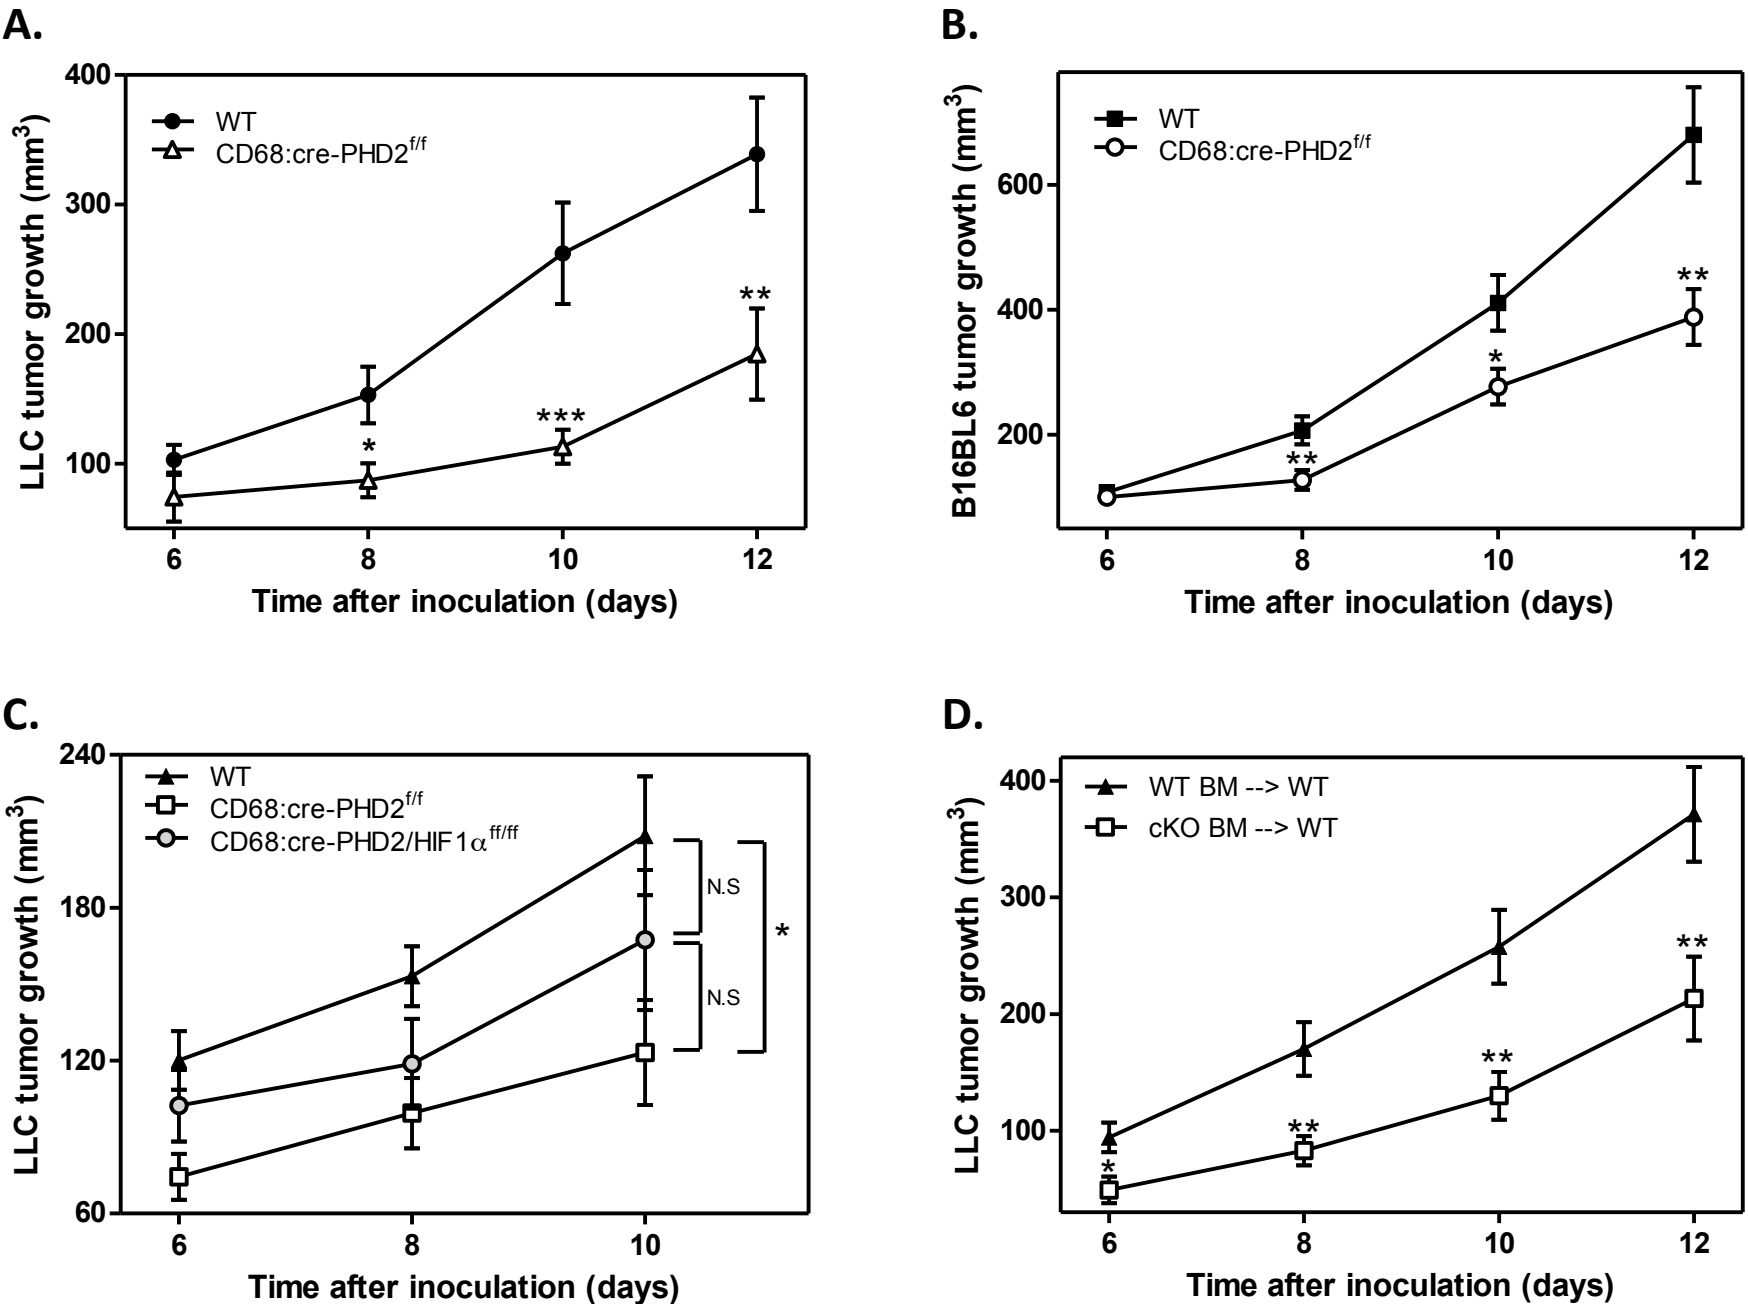 A.
LLC tumor growth (mm³)
400
300
200
100
WT
CD68:cre-PHD2f/f
*
***
**
6 8 10 12
Time after inoculation (days)
B.
B16BL6 tumor growth (mm³)
600
400
200
WT
CD68:cre-PHD2f/f
**
*
**
6 8 10 12
Time after inoculation (days)
C.
LLC tumor growth (mm³)
240
180
120
60
WT
CD68:cre-PHD2f/f
CD68:cre-PHD2/HIF1αff/ff
N.S
N.S
*
6 8 10
Time after inoculation (days)
D.
LLC tumor growth (mm³)
400
300
200
100
WT BM --> WT
cKO BM --> WT
*
**
**
**
6 8 10 12
Time after inoculation (days)